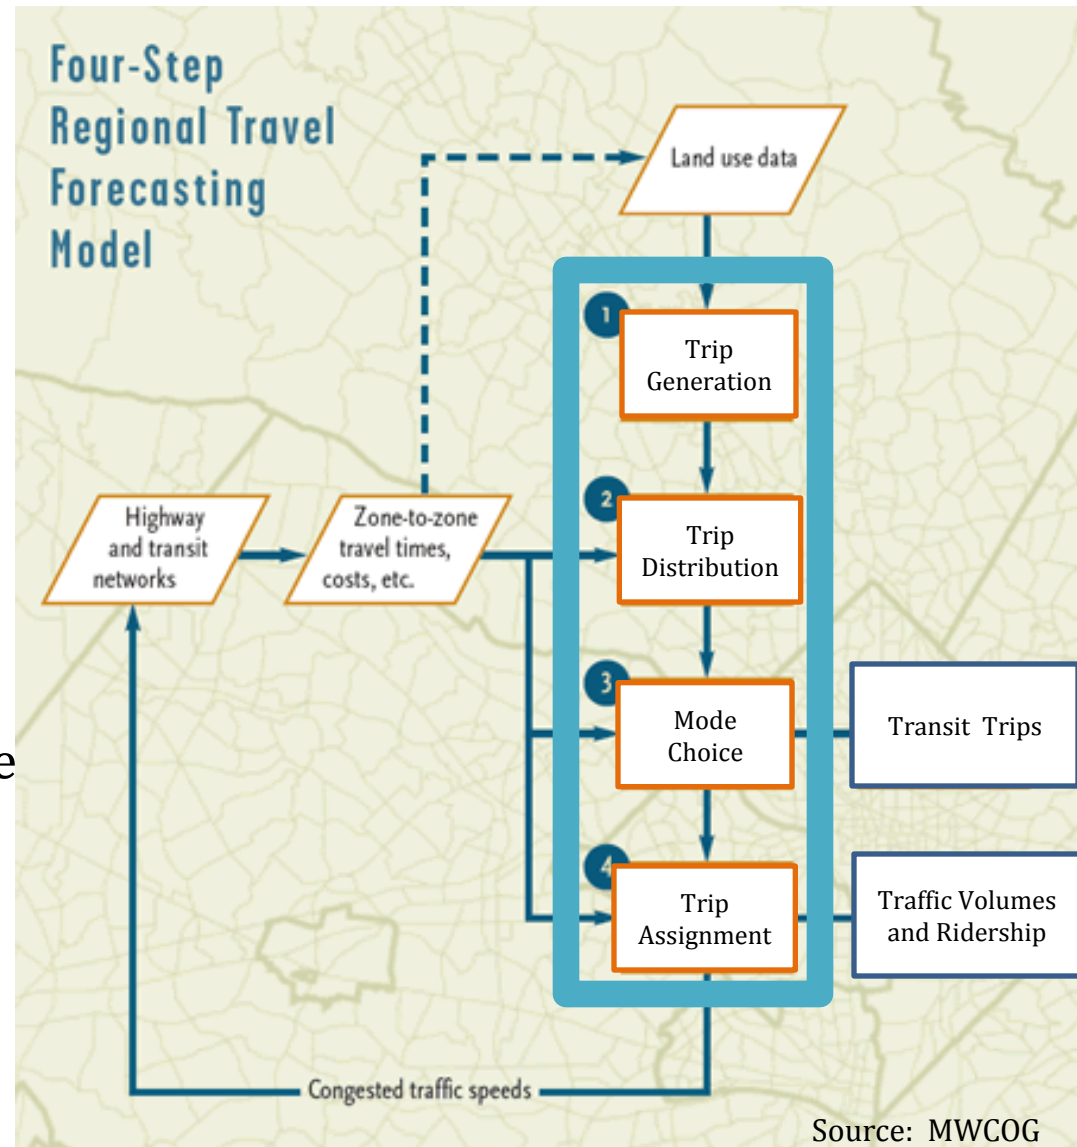 Four-Step
Regional Travel
Forecasting
Model
Land use data
1
Trip
Generation
2
Trip
Distribution
Highway
and transit
networks
Zone-to-zone
travel times,
costs, etc.
3
Mode
Choice
Transit Trips
e
4
Trip
Assignment
Traffic Volumes
and Ridership
Congested traffic speeds
Source: MWCOG